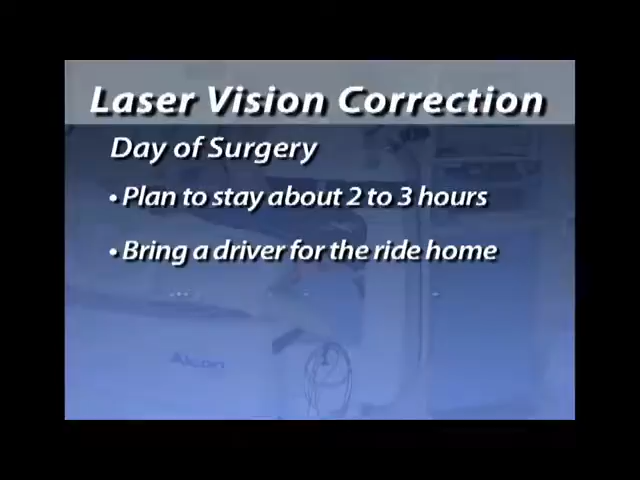 Laser Vision Correction
Day of Surgery
• Plan to stay about 2 to 3 hours
• Bring a driver for the ride home
Alcon